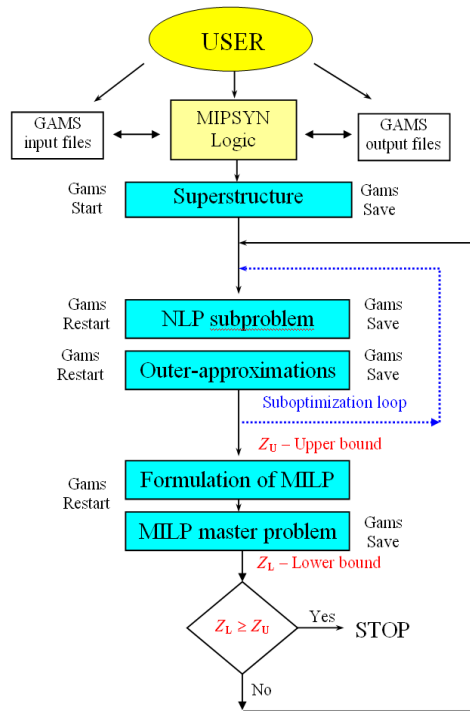 USER
GAMS
input files
MIPSYN
Logic
GAMS
output files
Gams
Start
Superstructure
Gams
Save
Gams
Restart
NLP subproblem
Gams
Save
Gams
Restart
Outer-approximations
Gams
Save
Suboptimization loop
ZU – Upper bound
Gams
Restart
Formulation of MILP
MILP master problem
Gams
Save
ZL – Lower bound
ZL ≥ ZU
Yes
STOP
No